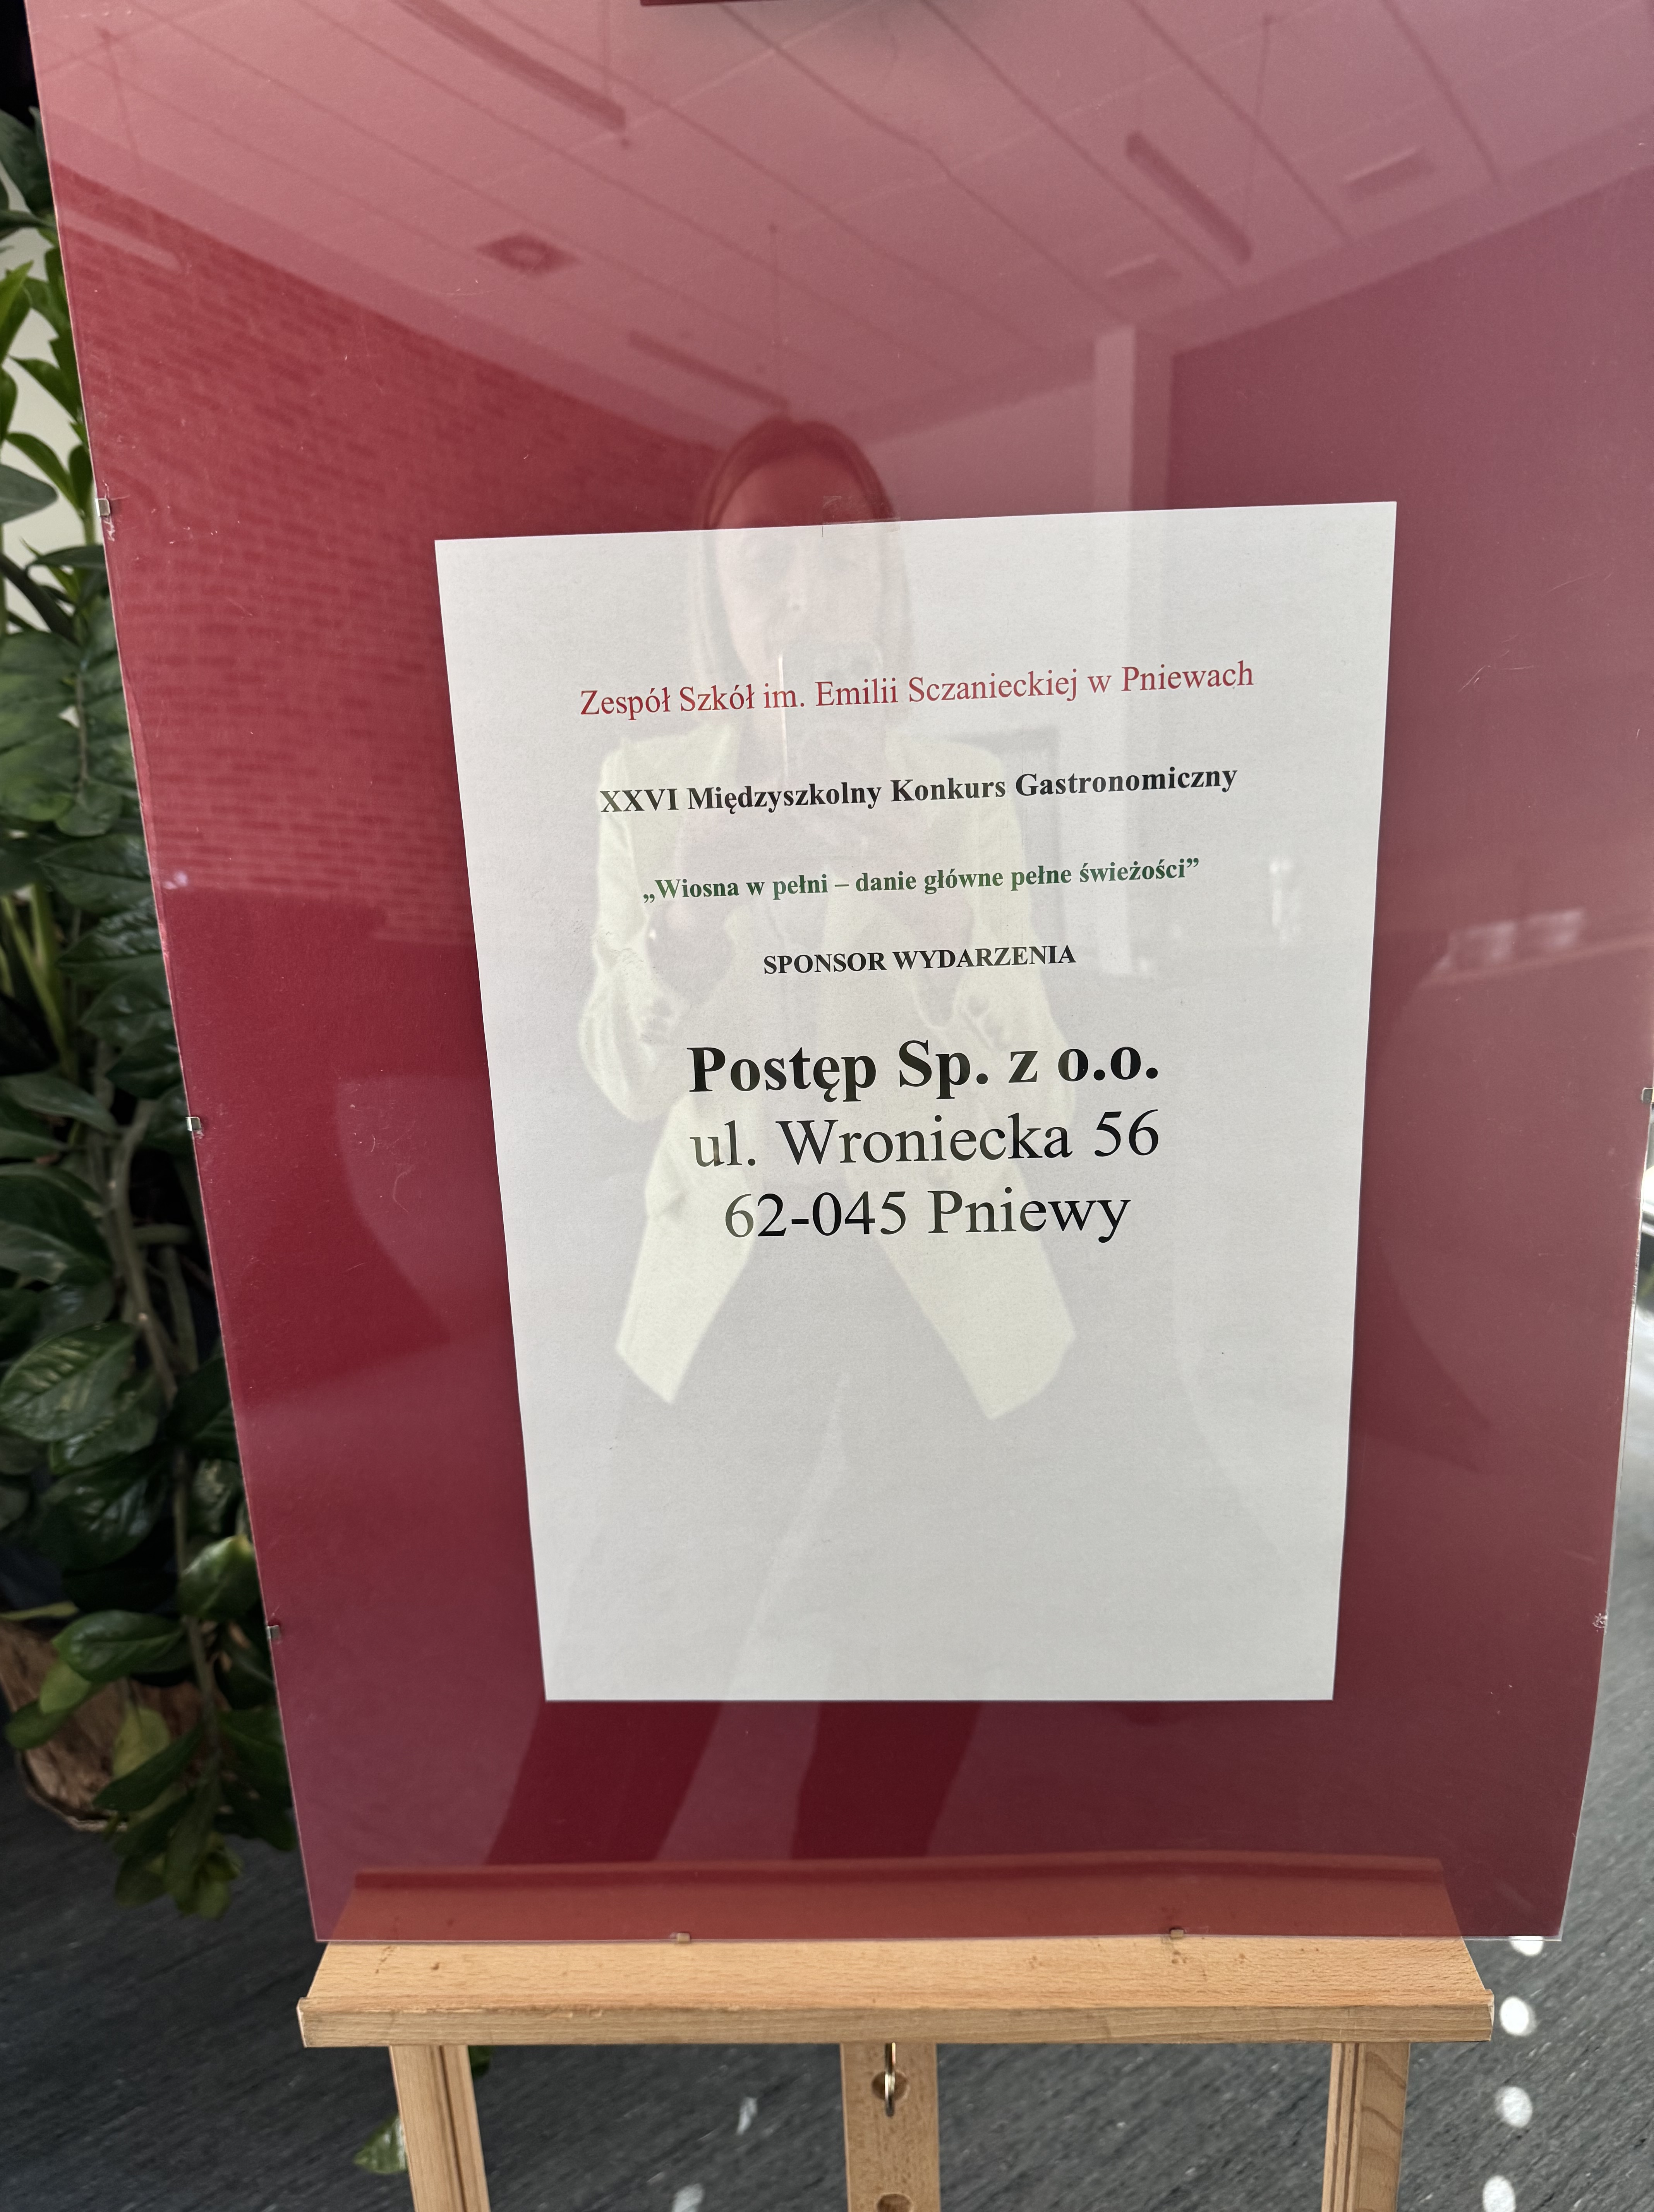 Zespół Szkół im. Emilii Sczanieckiej w Pniewach
XXVI Międzyszkolny Konkurs Gastronomiczny
„Wiosna w pełni – danie główne pełne świeżości”
SPONSOR WYDARZENIA
Postęp Sp. z o.o.
ul. Wroniecka 56
62-045 Pniewy